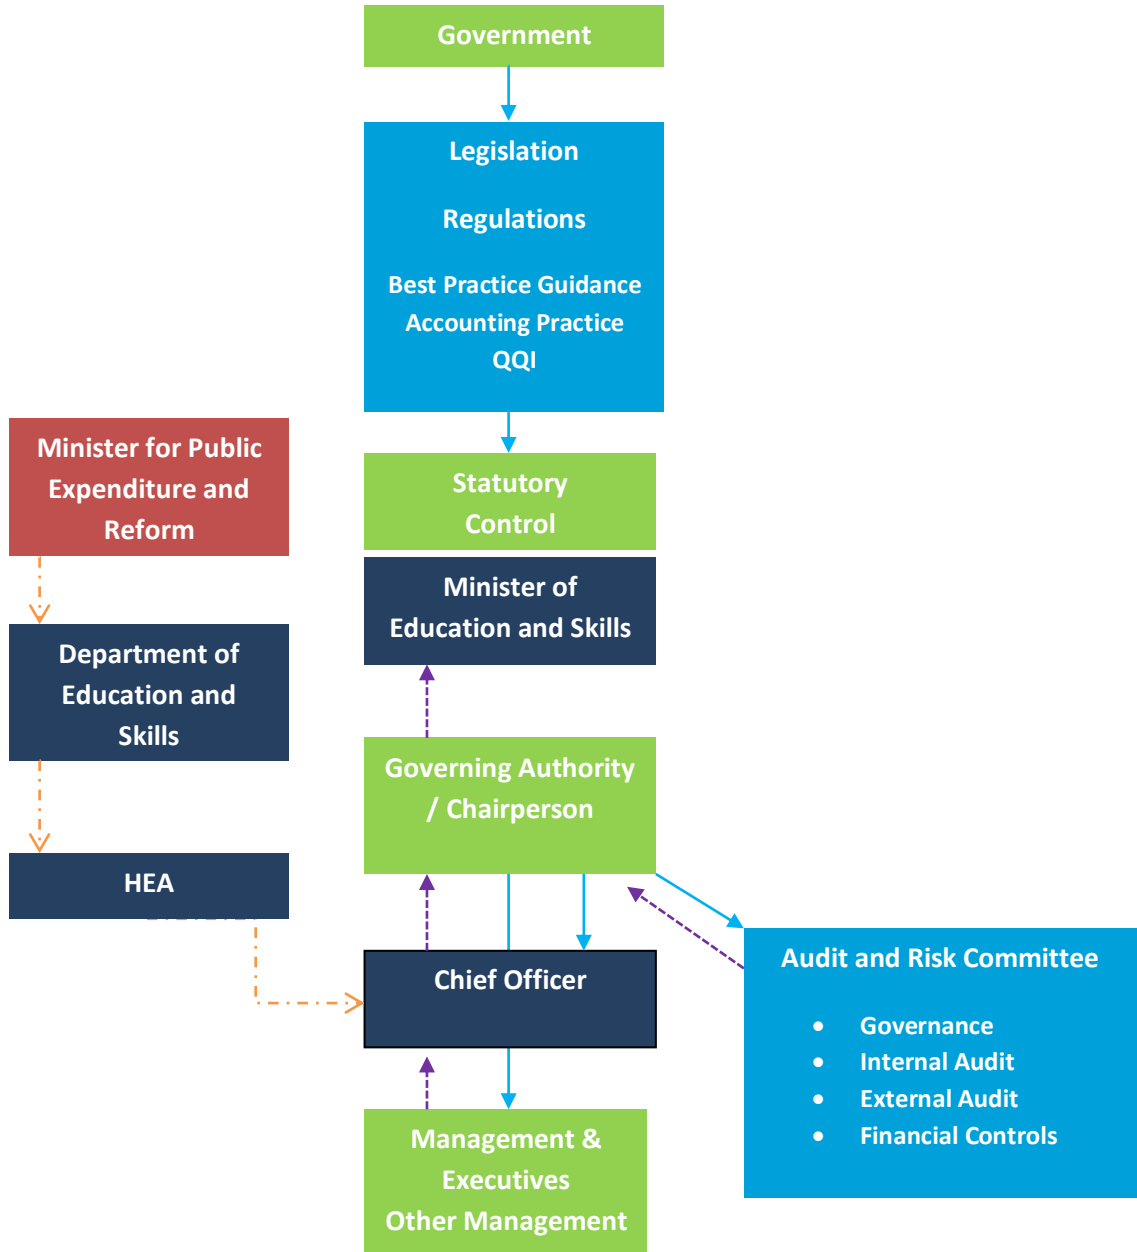 Government
Legislation
Regulations
Best Practice Guidance
Accounting Practice
QQI
Minister for Public
Expenditure and
Reform
Statutory
Control
Minister of
Education and Skills
Department of
Education and
Skills
Governing Authority
/ Chairperson
HEA
Chief Officer
Audit and Risk Committee
• Governance
• Internal Audit
• External Audit
• Financial Controls
Management &
Executives
Other Management